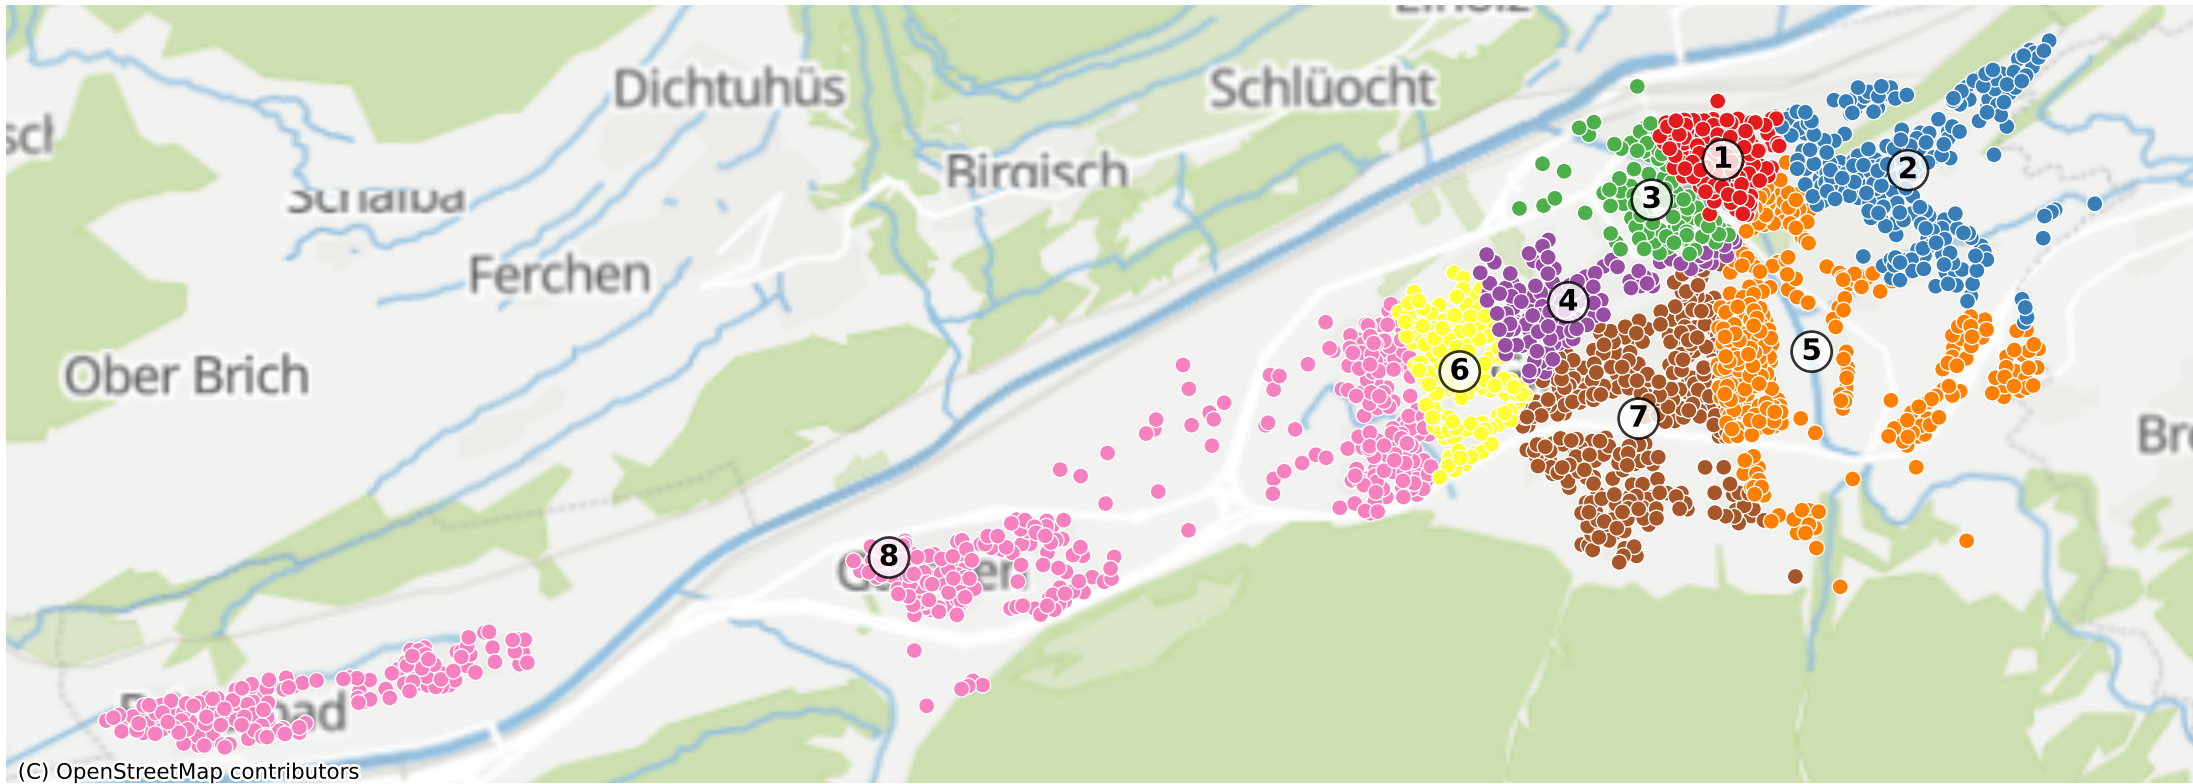 Dichtuhüs
Schlüocht
Birgisch
Ferchen
Ober Brich
1
2
3
4
5
6
7
8
(C) OpenStreetMap contributors